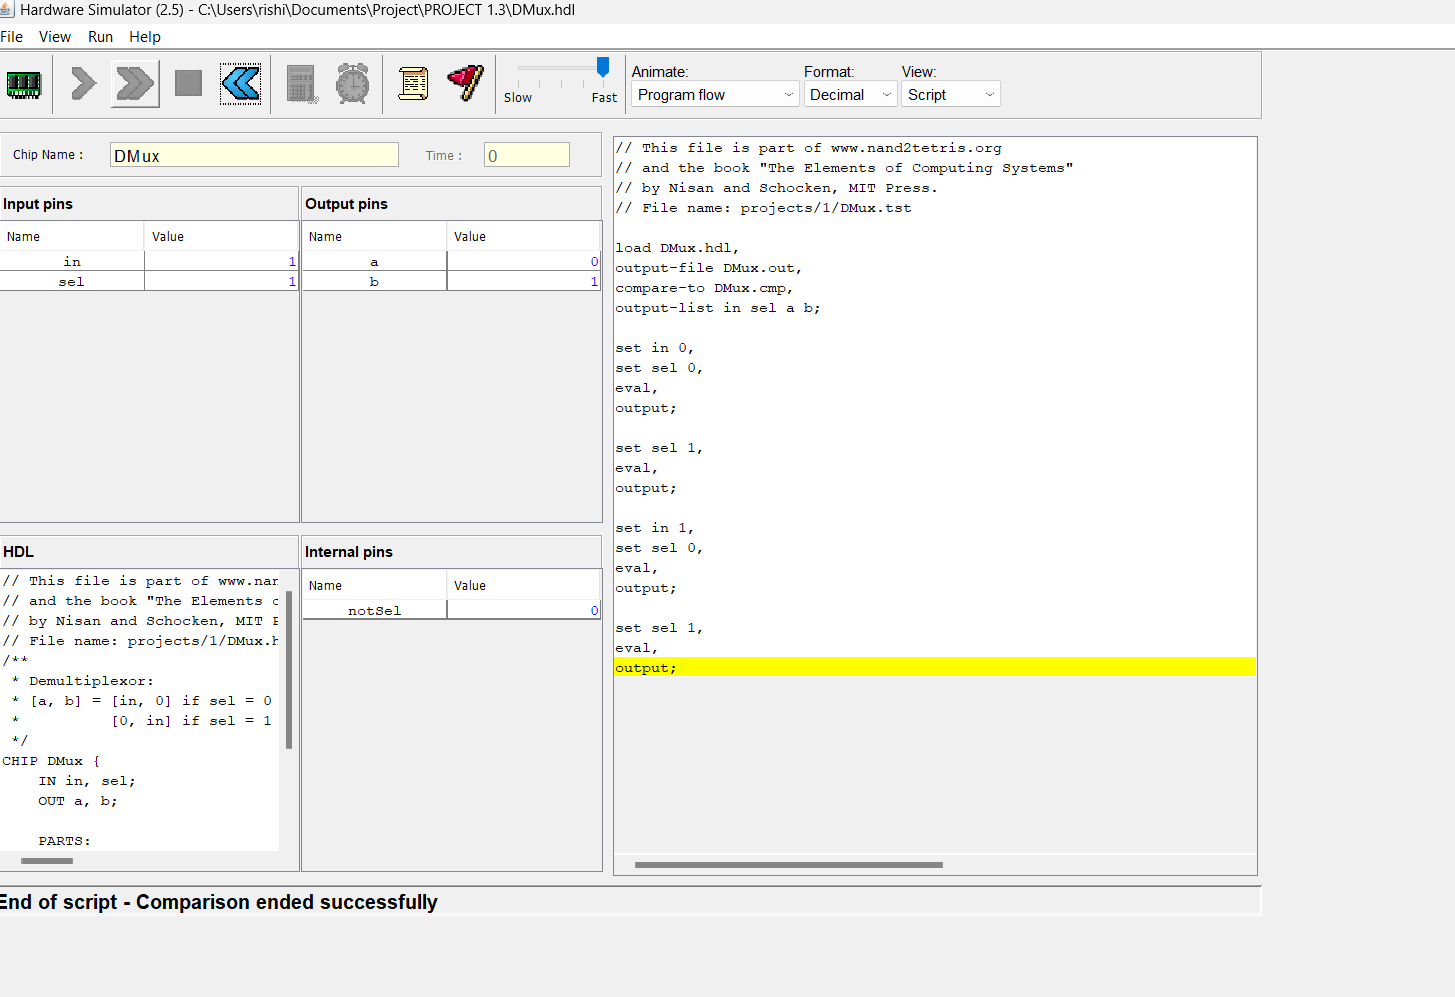 Hardware Simulator (2.5) - C:\Users\rishi\Documents\Project\PROJECT 1.3\DMux.hdl
File View Run Help
Slow Fast
Animate: Format: View:
Program flow Decimal Script
Chip Name : DMux Time : 0
Input pins
Name Value
in 1
sel 1
Output pins
Name Value
a 0
b 1
HDL
// This file is part of www.nan
// and the book "The Elements
// by Nisan and Schocken, MIT
// File name: projects/1/DMux.h
/**
* Demultiplexor:
* [a, b] = [in, 0] if sel = 0
* [0, in] if sel = 1
*/
CHIP DMux {
IN in, sel;
OUT a, b;
PARTS:
Internal pins
Name Value
notSel 0
// This file is part of www.nand2tetris.org
// and the book "The Elements of Computing Systems"
// by Nisan and Schocken, MIT Press.
// File name: projects/1/DMux.tst
load DMux.hdl,
output-file DMux.out,
compare-to DMux.cmp,
output-list in sel a b;
set in 0,
set sel 0,
eval,
output;
set sel 1,
eval,
output;
set in 1,
set sel 0,
eval,
output;
set sel 1,
eval,
output;
End of script - Comparison ended successfully